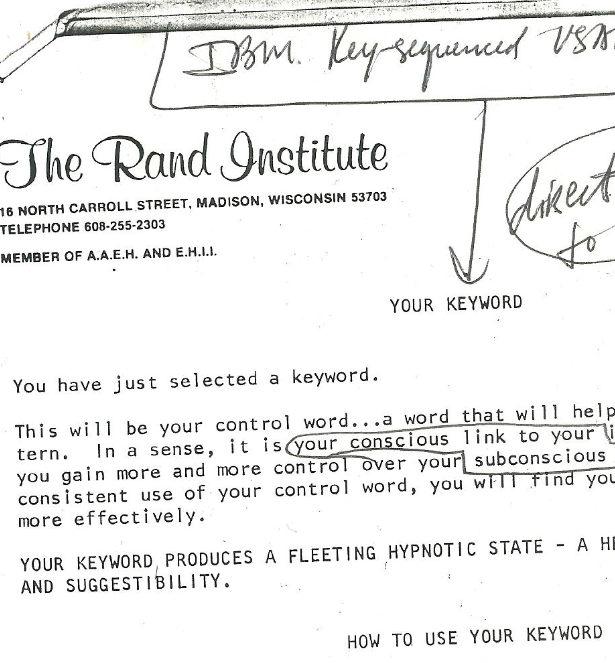 IBM. Key-sequenced VSA
The Rand Institute
16 NORTH CARROLL STREET, MADISON, WISCONSIN 53703
TELEPHONE 608-255-2303
MEMBER OF A.A.E.H. AND E.H.I.I.
direct
to
YOUR KEYWORD
You have just selected a keyword.
This will be your control word...a word that will help
tern. In a sense, it is your conscious link to your i
you gain more and more control over your subconscious
consistent use of your control word, you will find you
more effectively.
YOUR KEYWORD PRODUCES A FLEETING HYPNOTIC STATE - A HE
AND SUGGESTIBILITY.
HOW TO USE YOUR KEYWORD